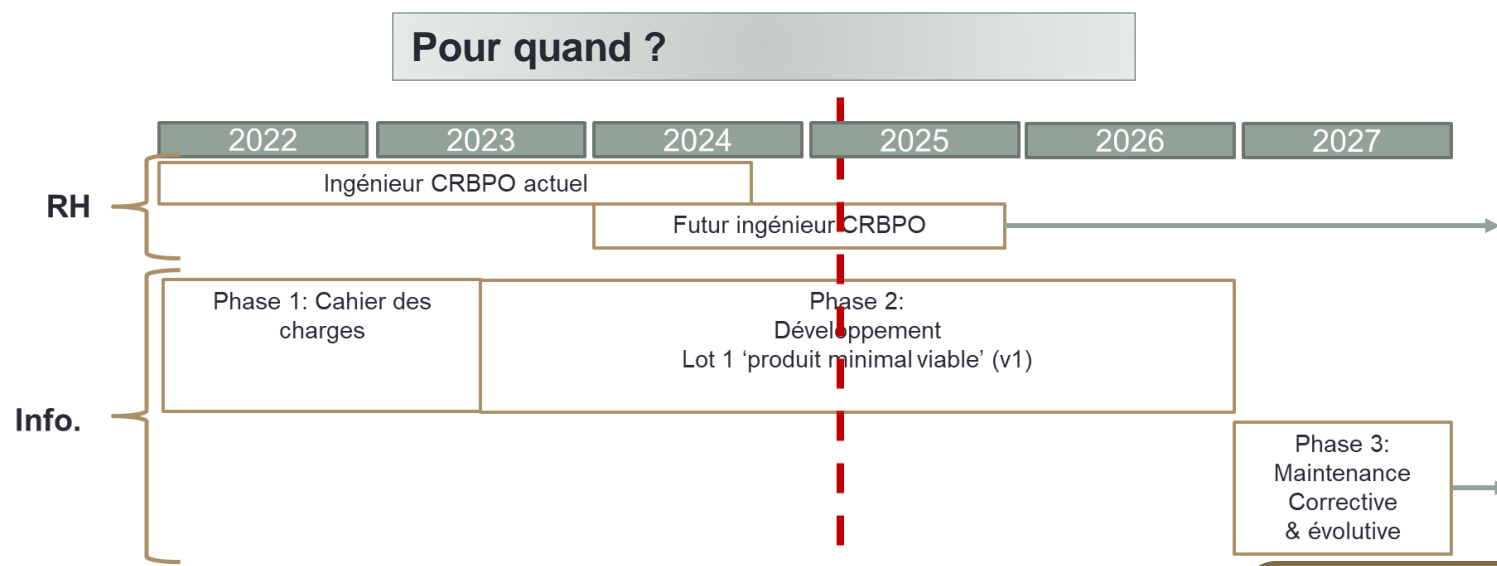 Pour quand ?
2022
2023
2024
2025
2026
2027
RH
Ingénieur CRBPO actuel
Futur ingénieur CRBPO
Info.
Phase 1: Cahier des
charges
Phase 2:
Développement
Lot 1 ‘produit minimal viable’ (v1)
Phase 3:
Maintenance
Corrective
& évolutive